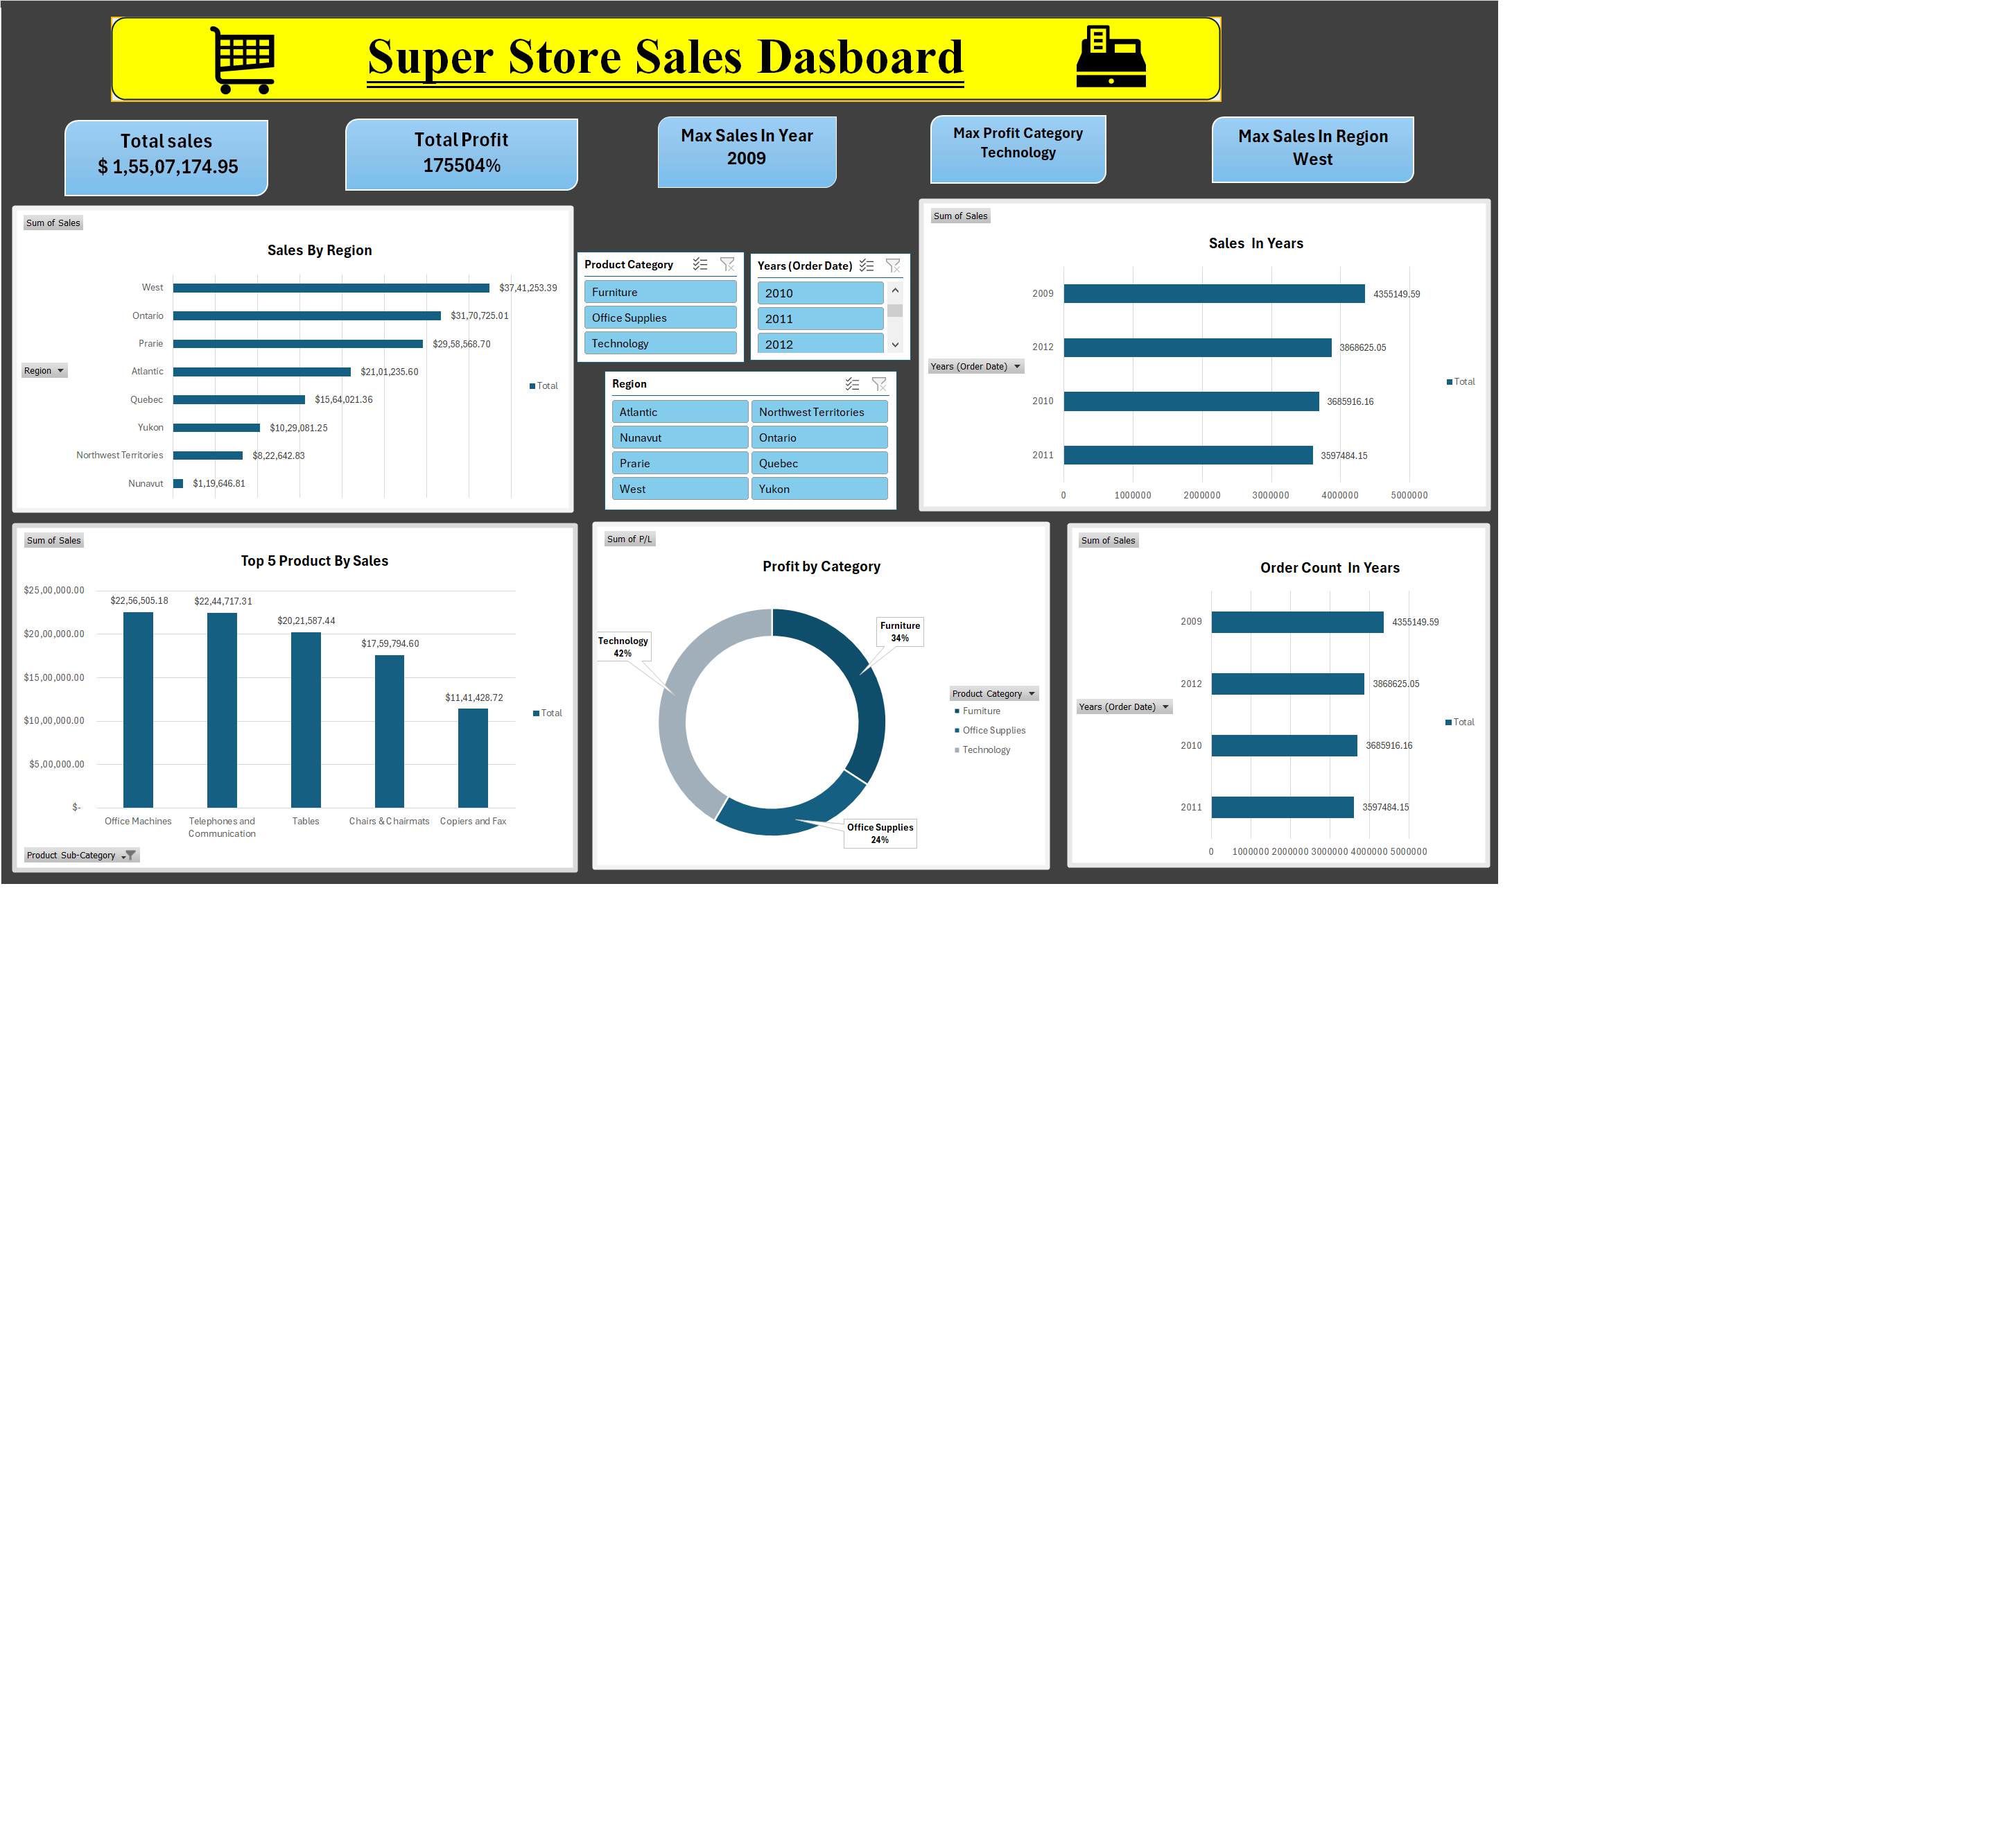 Super Store Sales Dasboard
Total sales
$ 1,55,07,174.95
Total Profit
175504%
Max Sales In Year
2009
Max Profit Category
Technology
Max Sales In Region
West
Sum of Sales
Sales By Region
West
$37,41,253.39
Ontario
$31,70,725.01
Prarie
$29,58,568.70
Atlantic
$21,01,235.60
Quebec
$15,64,021.36
Yukon
$10,29,081.25
Northwest Territories
$8,22,642.83
Nunavut
$1,19,646.81
Region
Total
Product Category
Furniture
Office Supplies
Technology
Years (Order Date)
2010
2011
2012
Region
Atlantic
Northwest Territories
Nunavut
Ontario
Prarie
Quebec
West
Yukon
Sum of Sales
Sales In Years
2009
4355149.59
2012
3868625.05
2010
3685916.16
2011
3597484.15
0 1000000 2000000 3000000 4000000 5000000
Years (Order Date)
Total
Sum of Sales
Top 5 Product By Sales
$25,00,000.00
$20,00,000.00
$15,00,000.00
$10,00,000.00
$5,00,000.00
$-
$22,56,505.18
$22,44,717.31
$20,21,587.44
$17,59,794.60
$11,41,428.72
Office Machines
Telephones and
Communication
Tables
Chairs & Chairmats
Copiers and Fax
Total
Product Sub-Category
Sum of P/L
Profit by Category
Furniture
34%
Technology
42%
Office Supplies
24%
Product Category
Furniture
Office Supplies
Technology
Sum of Sales
Order Count In Years
2009
4355149.59
2012
3868625.05
2010
3685916.16
2011
3597484.15
0 1000000 2000000 3000000 4000000 5000000
Years (Order Date)
Total